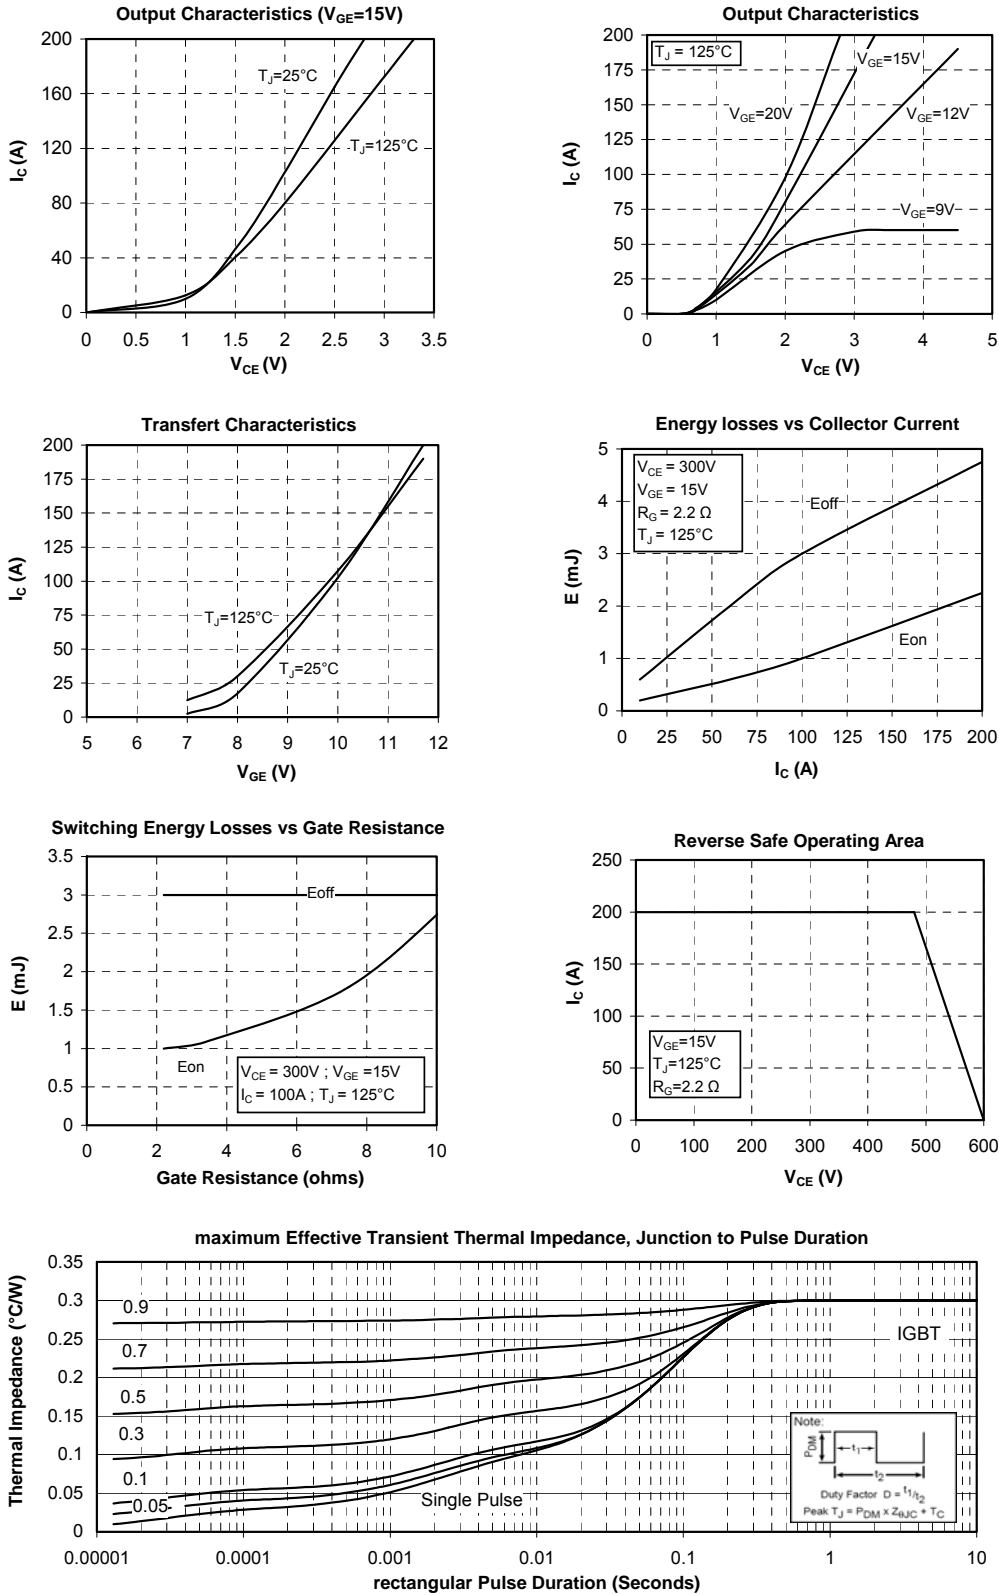 Output Characteristics (VGE=15V)
200
160
120
80
40
0
IC (A)
TJ=25°C
TJ=125°C
0 0.5 1 1.5 2 2.5 3 3.5
VCE (V)
Output Characteristics
200
175
150
125
100
75
50
25
0
IC (A)
TJ = 125°C
VGE=15V
VGE=20V
VGE=12V
VGE=9V
0 1 2 3 4 5
VCE (V)
Transfert Characteristics
200
175
150
125
100
75
50
25
0
IC (A)
TJ=125°C
TJ=25°C
5 6 7 8 9 10 11 12
VGE (V)
Energy losses vs Collector Current
5
4
3
2
1
0
E (mJ)
VCE = 300V
VGE = 15V
RG = 2.2 Ω
TJ = 125°C
Eoff
Eon
0 25 50 75 100 125 150 175 200
IC (A)
Switching Energy Losses vs Gate Resistance
3.5
3
2.5
2
1.5
1
0.5
0
E (mJ)
Eoff
Eon
VCE = 300V ; VGE =15V
IC = 100A ; TJ = 125°C
0 2 4 6 8 10
Gate Resistance (ohms)
Reverse Safe Operating Area
250
200
150
100
50
0
IC (A)
VGE=15V
TJ=125°C
RG=2.2 Ω
0 100 200 300 400 500 600
VCE (V)
maximum Effective Transient Thermal Impedance, Junction to Pulse Duration
0.35
0.3
0.25
0.2
0.15
0.1
0.05
0
Thermal Impedance (°C/W)
0.9
0.7
0.5
0.3
0.1
0.05
Single Pulse
IGBT
Note:
PDM
t1
t2
Duty Factor D = t1/t2
Peak TJ = PDM x ZθJC + TC
0.00001 0.0001 0.001 0.01 0.1 1 10
rectangular Pulse Duration (Seconds)